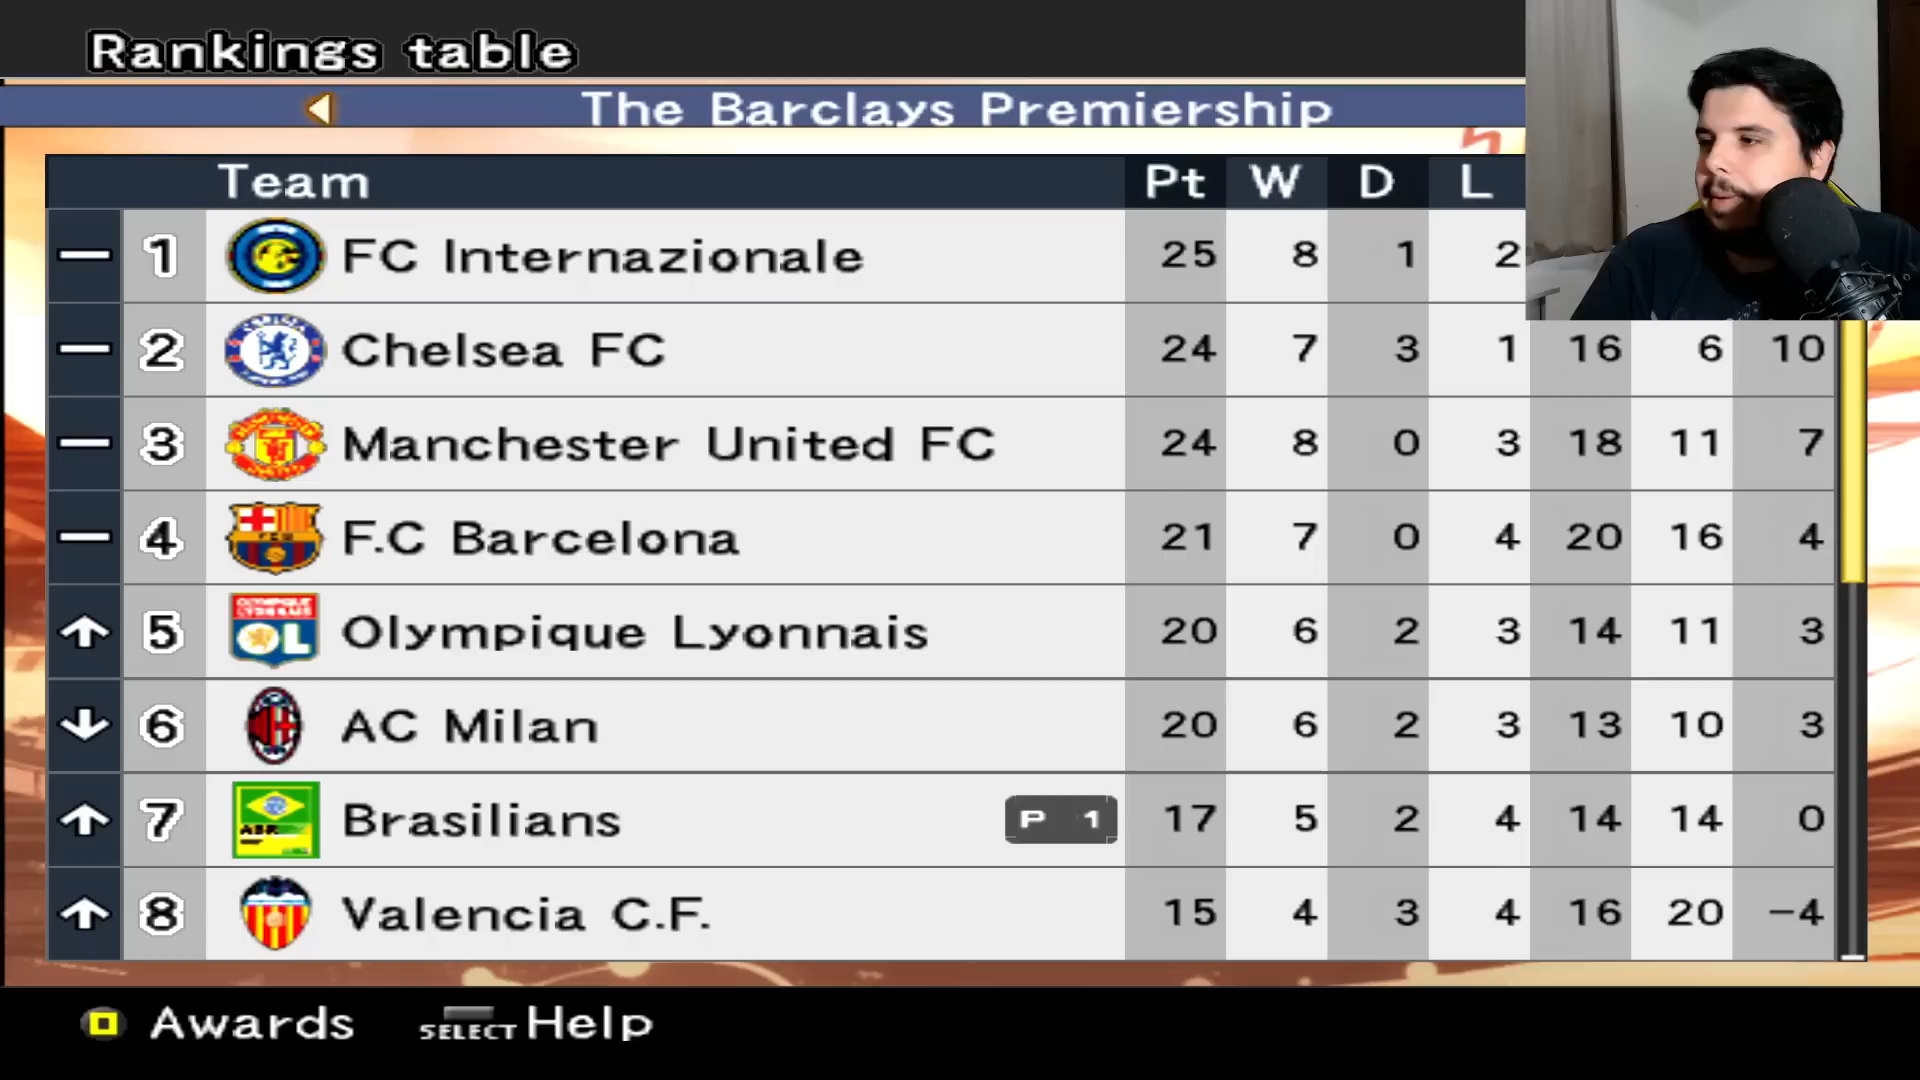 Rankings table
The Barclays Premiership
Team Pt W D L
1 FC Internazionale 25 8 1 2
2 Chelsea FC 24 7 3 1 16 6 10
3 Manchester United FC 24 8 0 3 18 11 7
4 F.C Barcelona 21 7 0 4 20 16 4
5 Olympique Lyonnais 20 6 2 3 14 11 3
6 AC Milan 20 6 2 3 13 10 3
7 Brasilians P 1 17 5 2 4 14 14 0
8 Valencia C.F. 15 4 3 4 16 20 -4
Awards SELECT Help